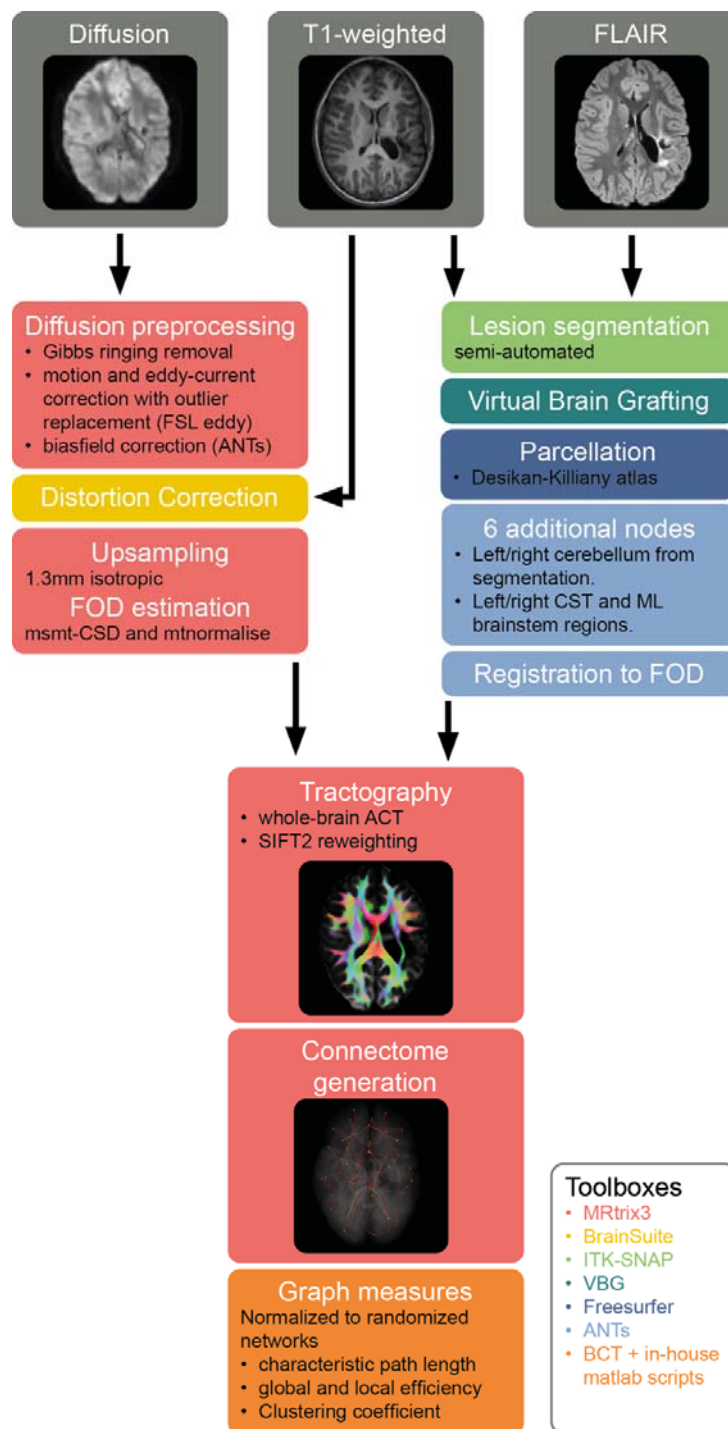 Diffusion
T1-weighted
FLAIR
Diffusion preprocessing
• Gibbs ringing removal
• motion and eddy-current
correction with outlier
replacement (FSL eddy)
• biasfield correction (ANTs)
Distortion Correction
Upsampling
1.3mm isotropic
FOD estimation
msmt-CSD and mtnormalise
Lesion segmentation
semi-automated
Virtual Brain Grafting
Parcellation
• Desikan-Killiany atlas
6 additional nodes
• Left/right cerebellum from
segmentation.
• Left/right CST and ML
brainstem regions.
Registration to FOD
Tractography
• whole-brain ACT
• SIFT2 reweighting
Connectome
generation
Graph measures
Normalized to randomized
networks
• characteristic path length
• global and local efficiency
• Clustering coefficient
Toolboxes
• MRtrix3
• BrainSuite
• ITK-SNAP
• VBG
• Freesurfer
• ANTs
• BCT + in-house
matlab scripts